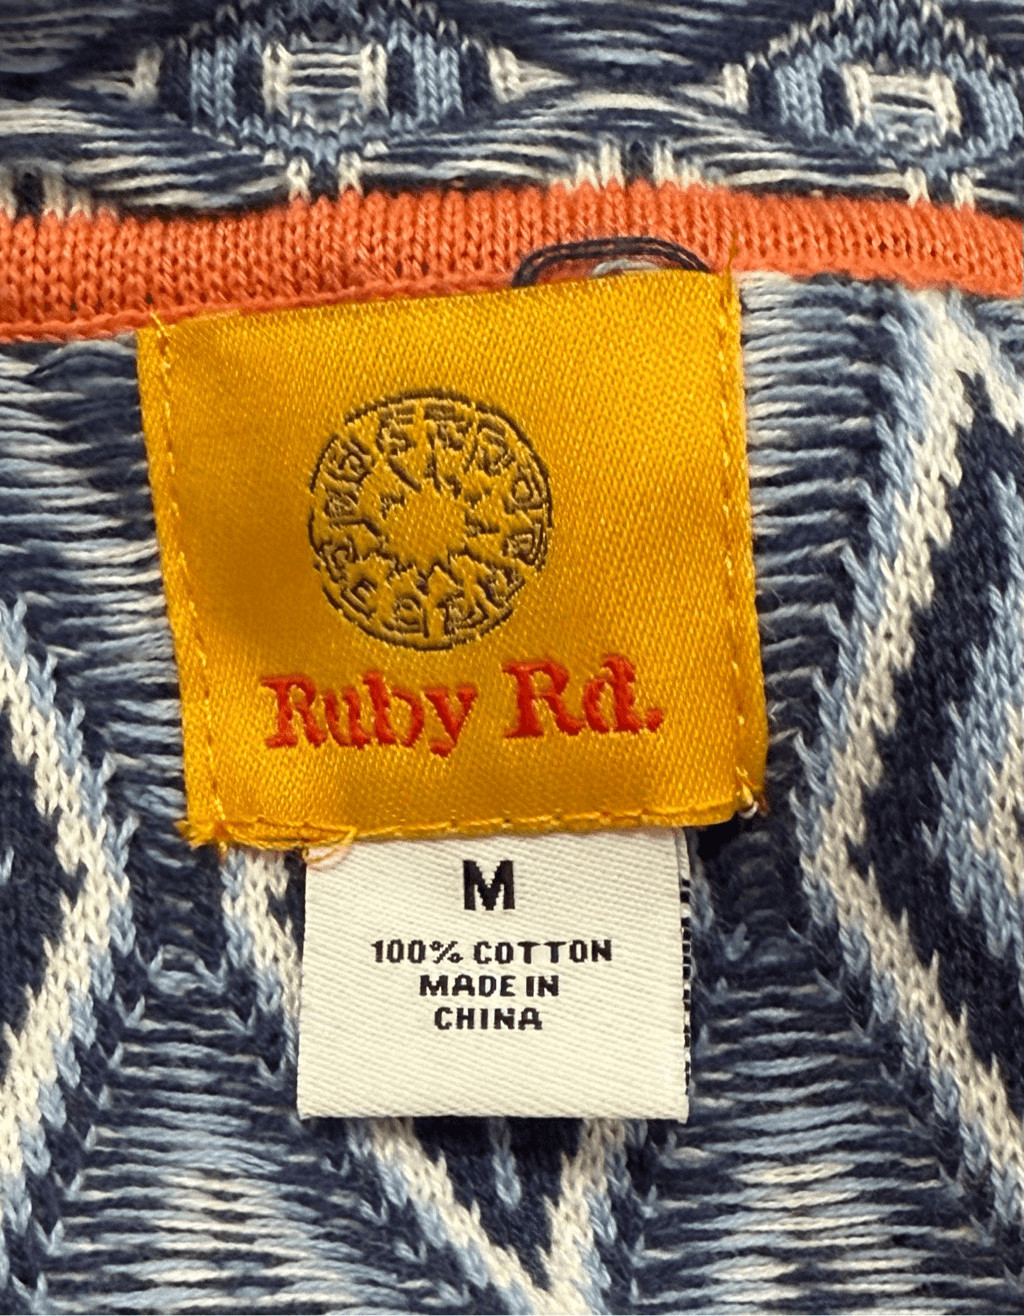 Ruby Rd.
M
100% COTTON
MADE IN
CHINA